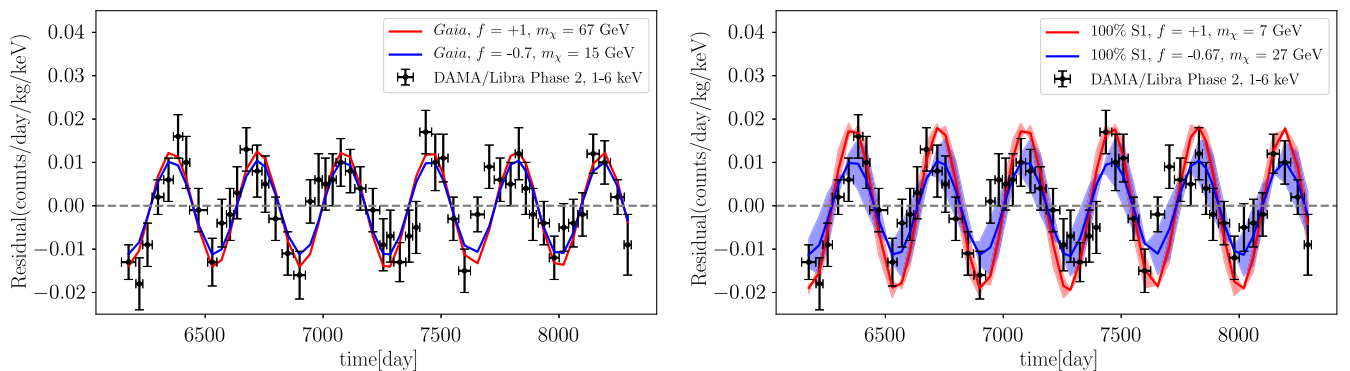 Residual(counts/day/kg/keV)
0.04
0.03
0.02
0.01
0.00
−0.01
−0.02
Gaia, f = +1, mχ = 67 GeV
Gaia, f = -0.7, mχ = 15 GeV
DAMA/Libra Phase 2, 1-6 keV
6500
7000
7500
8000
time[day]
Residual(counts/day/kg/keV)
0.04
0.03
0.02
0.01
0.00
−0.01
−0.02
100% S1, f = +1, mχ = 7 GeV
100% S1, f = -0.67, mχ = 27 GeV
DAMA/Libra Phase 2, 1-6 keV
6500
7000
7500
8000
time[day]